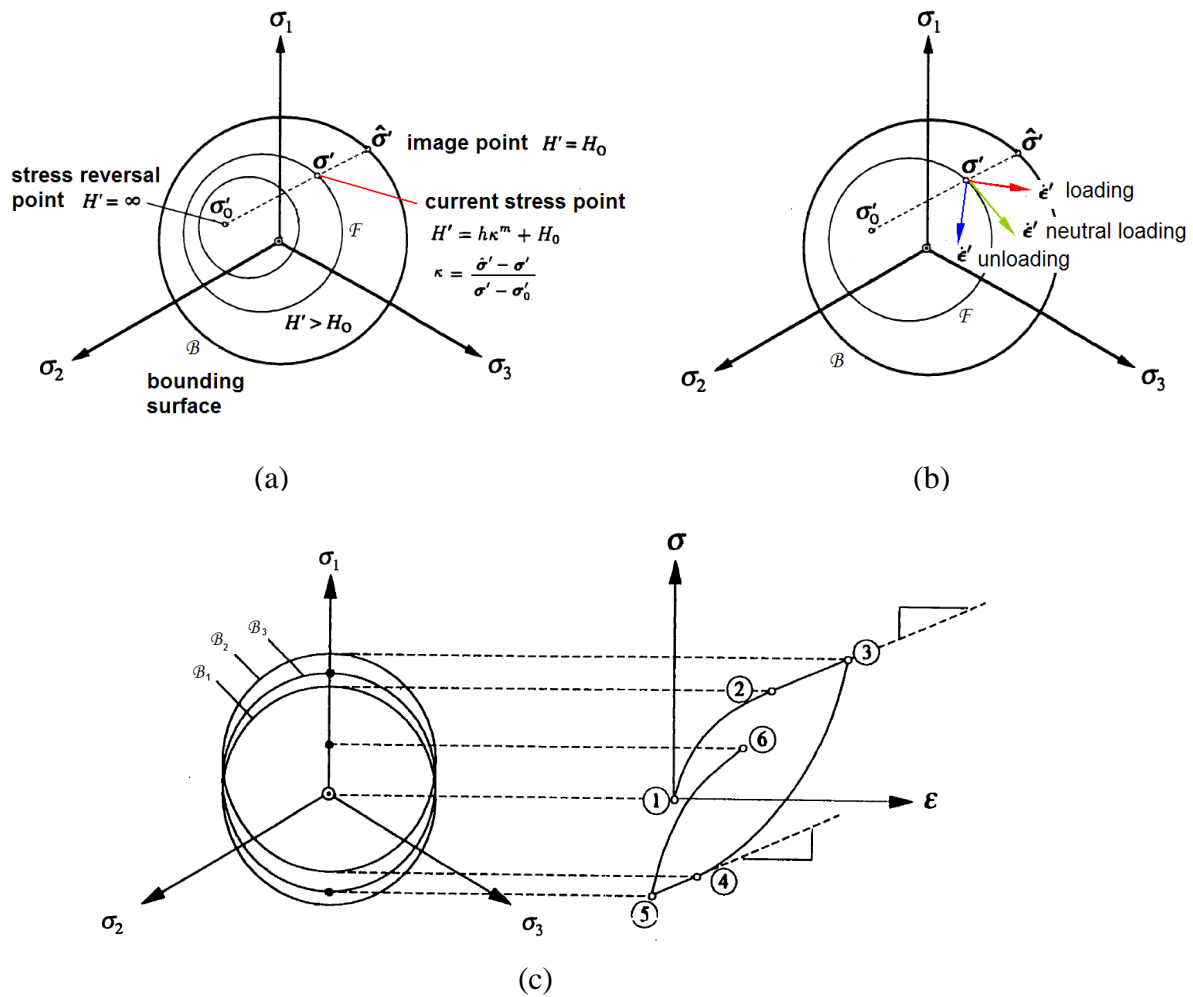 σ₁
σ̂′ image point H′ = H₀
σ′
stress reversal
point H′ = ∞
σ′₀
current stress point
H′ = hκᵐ + H₀
κ = (σ̂′ − σ′) / (σ′ − σ′₀)
ℱ
H′ > H₀
ℬ
σ₂
σ₃
bounding
surface
(a)
σ₁
σ̂′
σ′
ε̇′ loading
σ′₀
ε̇′ neutral loading
ε̇′ unloading
ℱ
ℬ
σ₂
σ₃
(b)
σ₁
σ
ℬ₃
ℬ₂
ℬ₁
3
2
6
1
ε
4
5
σ₂
σ₃
(c)